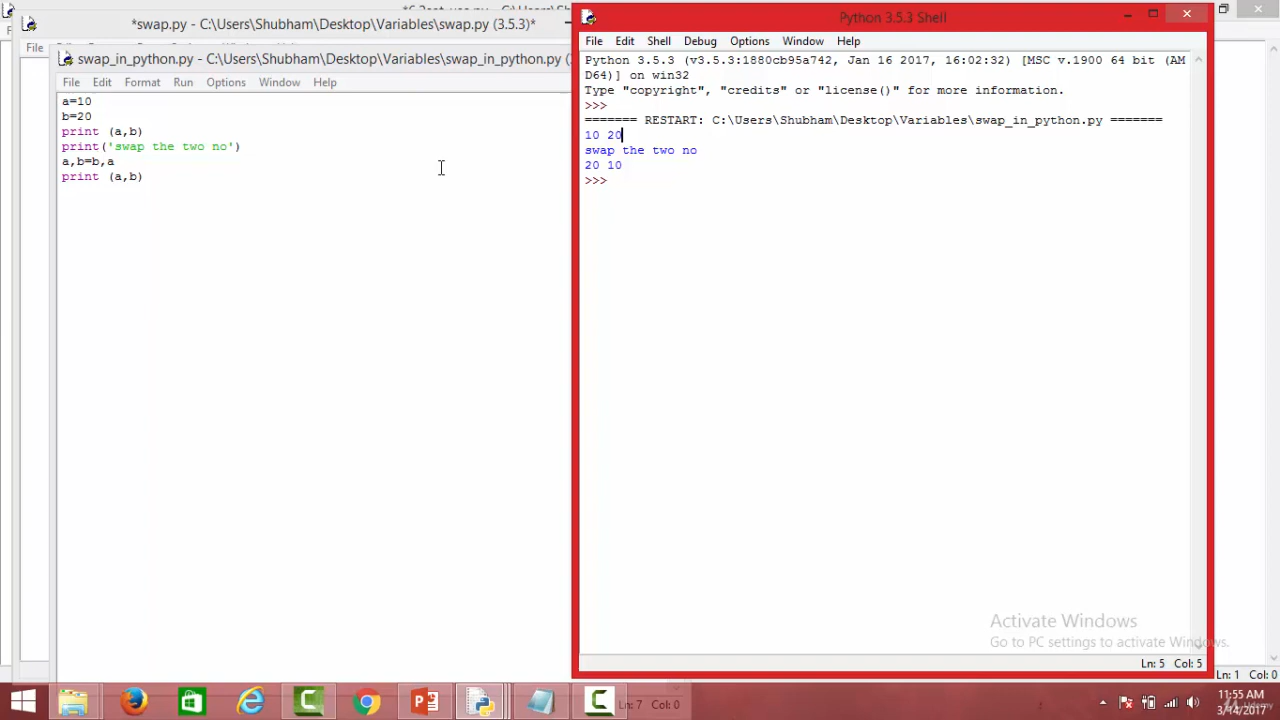 *swap.py - C:\Users\Shubham\Desktop\Variables\swap.py (3.5.3)*
File
swap_in_python.py - C:\Users\Shubham\Desktop\Variables\swap_in_python.py
File Edit Format Run Options Window Help
a=10
b=20
print (a,b)
print('swap the two no')
a,b=b,a
print (a,b)
Python 3.5.3 Shell
File Edit Shell Debug Options Window Help
Python 3.5.3 (v3.5.3:1880cb95a742, Jan 16 2017, 16:02:32) [MSC v.1900 64 bit (AM
D64)] on win32
Type "copyright", "credits" or "license()" for more information.
>>>
======= RESTART: C:\Users\Shubham\Desktop\Variables\swap_in_python.py =======
10 20
swap the two no
20 10
>>>
Activate Windows
Go to PC settings to activate Windows.
Ln: 5 Col: 5
Ln: 1 Col: 0
Ln: 7 Col: 0
11:55 AM
3/14/2017
Udemy